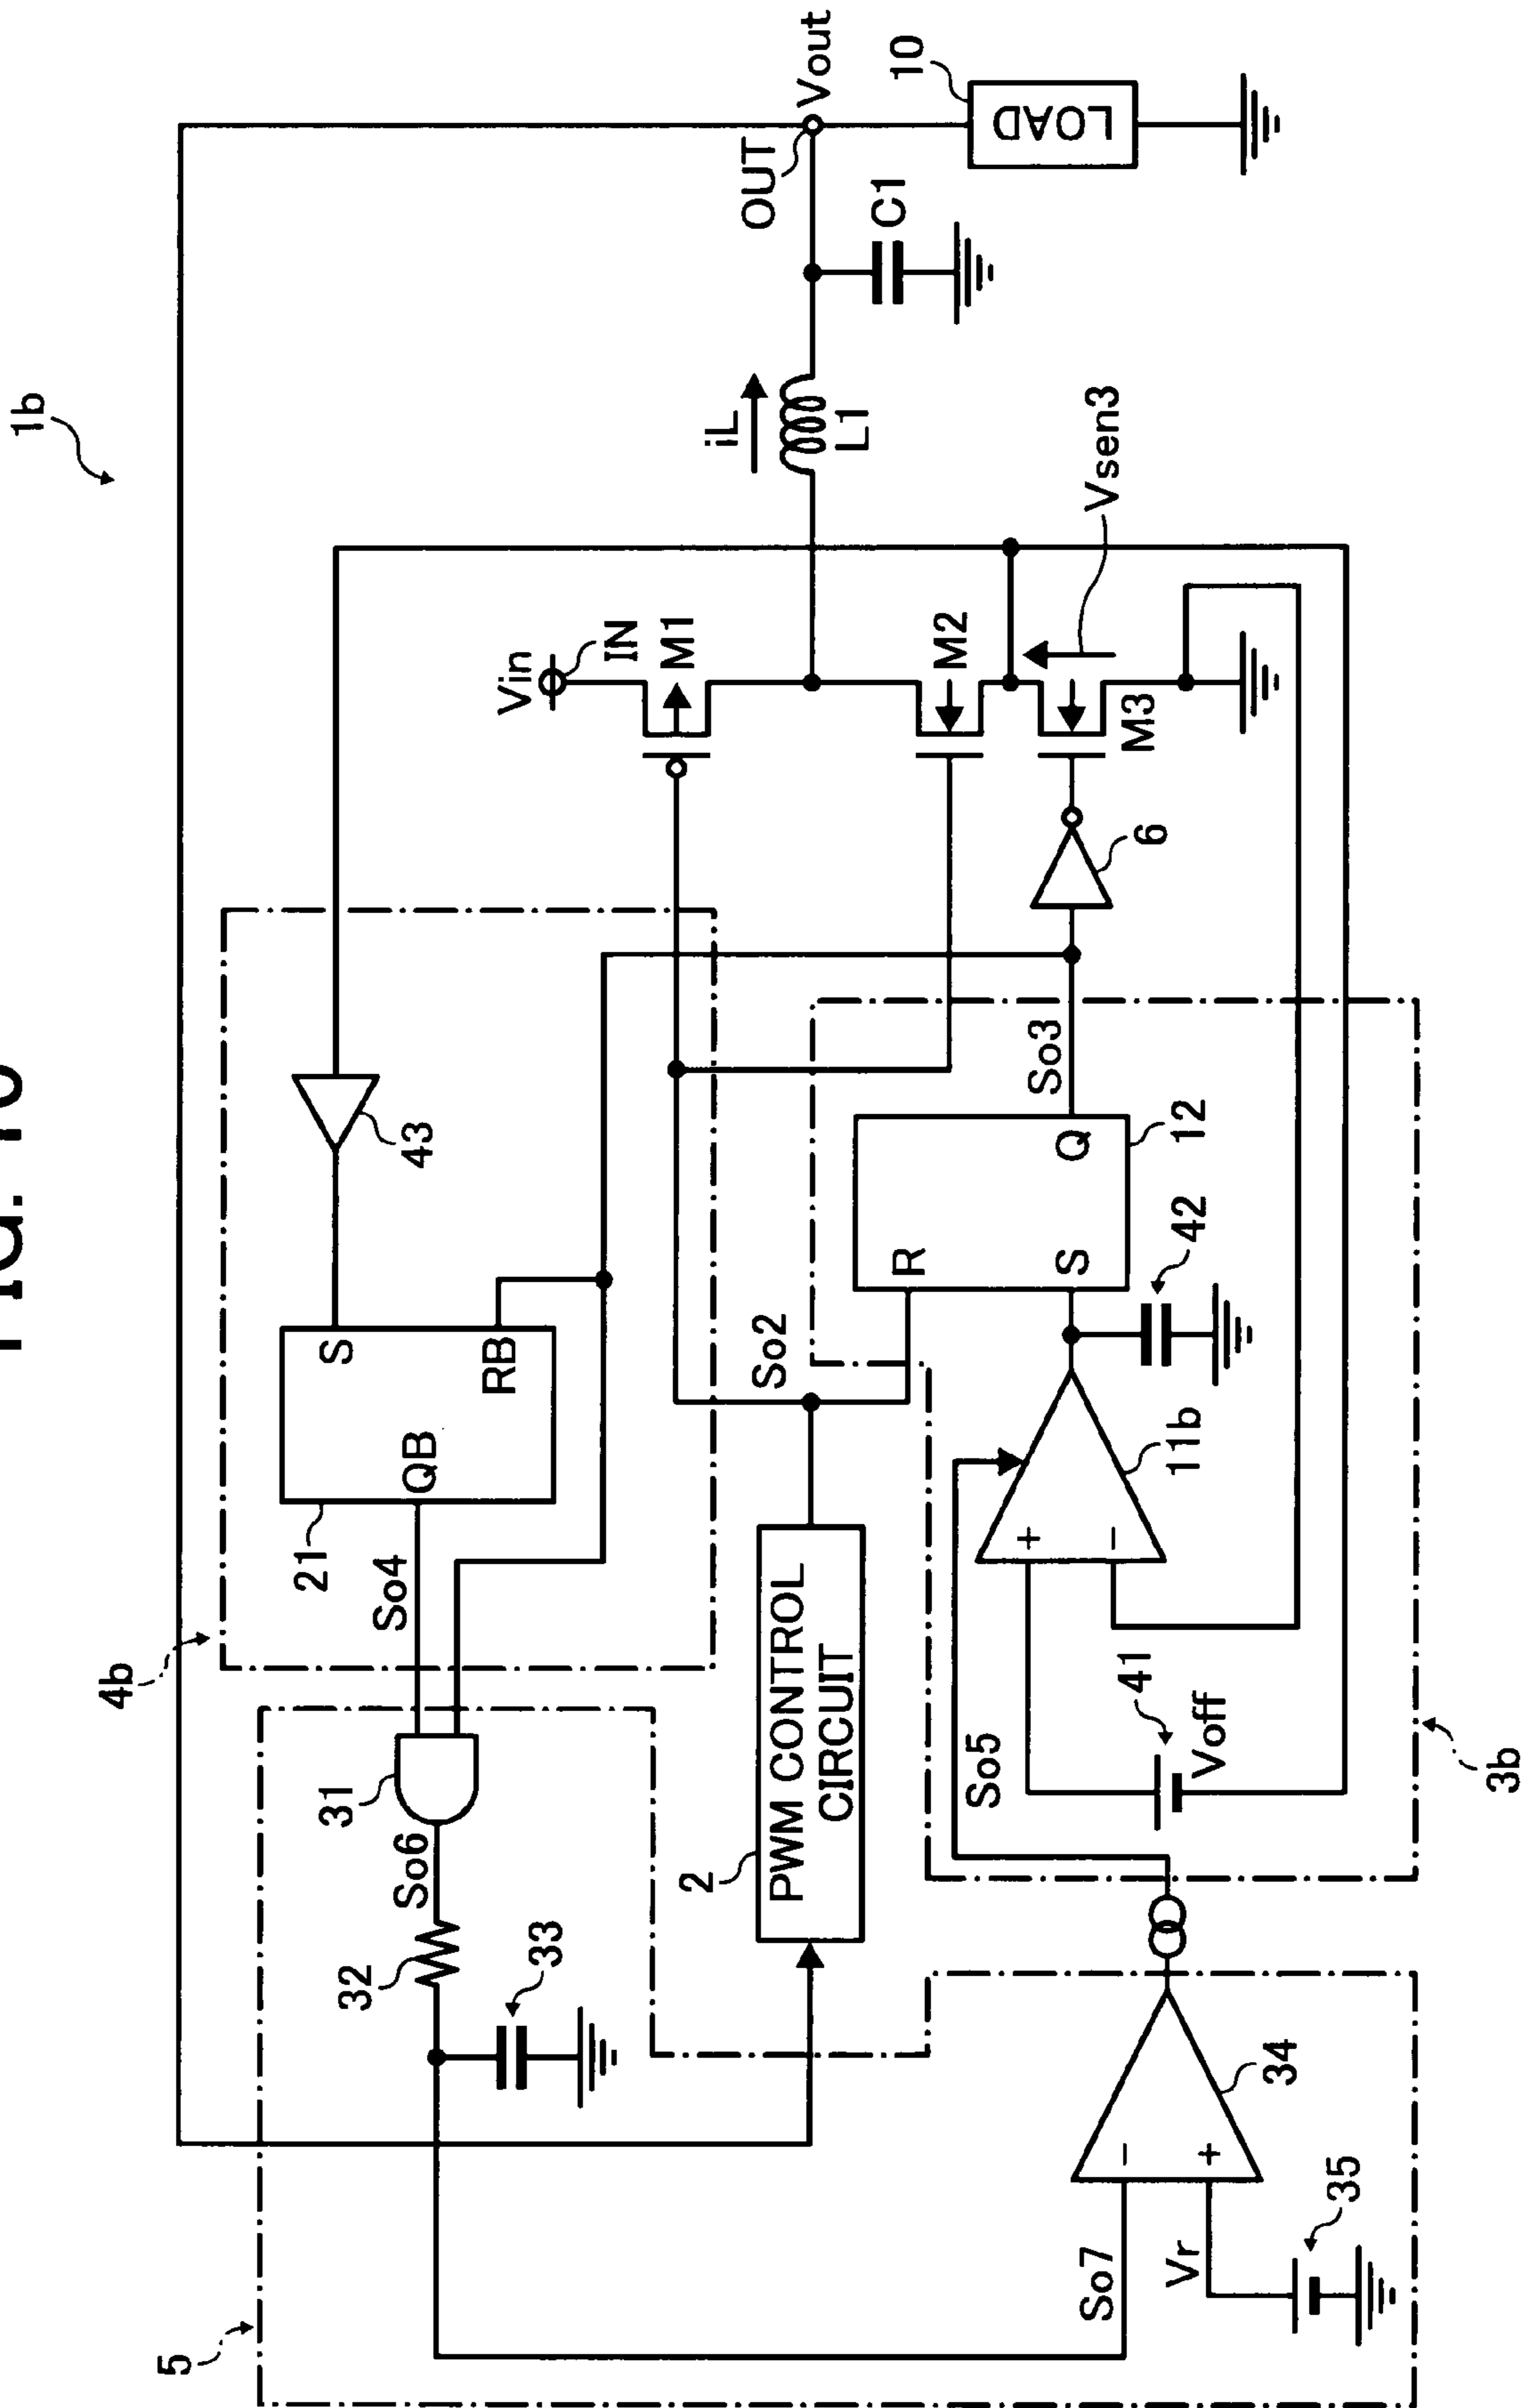 1b
4b
5
43
S
RB
QB
21
So4
31
So6
32
33
Vin
IN
M1
iL
L1
OUT
Vout
C1
10
LOAD
M2
M3
Vsen3
6
So2
2
PWM CONTROL
CIRCUIT
R
S
Q
So3
12
42
11b
+
−
So5
41
Voff
3b
34
−
+
So7
Vr
35